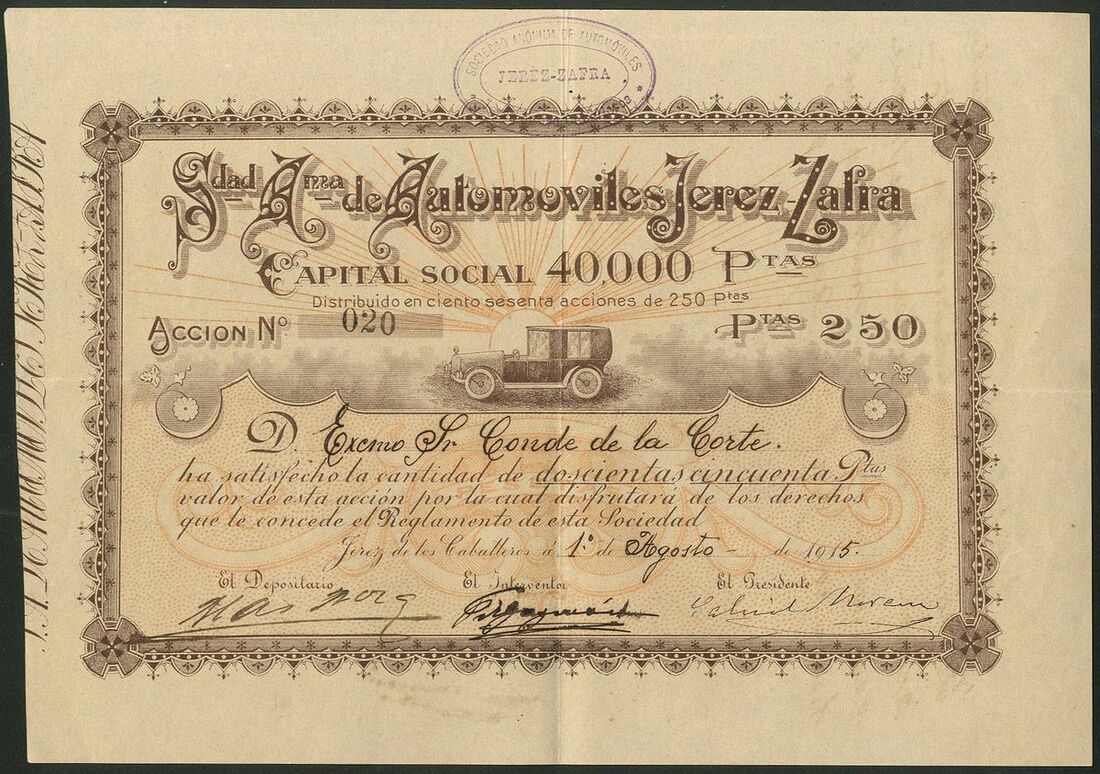 SOCIEDAD ANÓNIMA DE AUTOMÓVILES
JEREZ-ZAFRA
Sdad Ama de Automoviles Jerez-Zafra
CAPITAL SOCIAL 40,000 PTAS
Distribuido en ciento sesenta acciones de 250 Ptas
ACCION Nº 020 PTAS 250
D. Excmo Sr Conde de la Corte.
ha satisfecho la cantidad de doscientas cincuenta Ptas
valor de esta acción por la cual disfrutará de los derechos
que le concede el Reglamento de esta Sociedad
Jerez de los Caballeros a 1º de Agosto - de 1915.
El Depositario El Interventor El Presidente
Gabriel Moreno